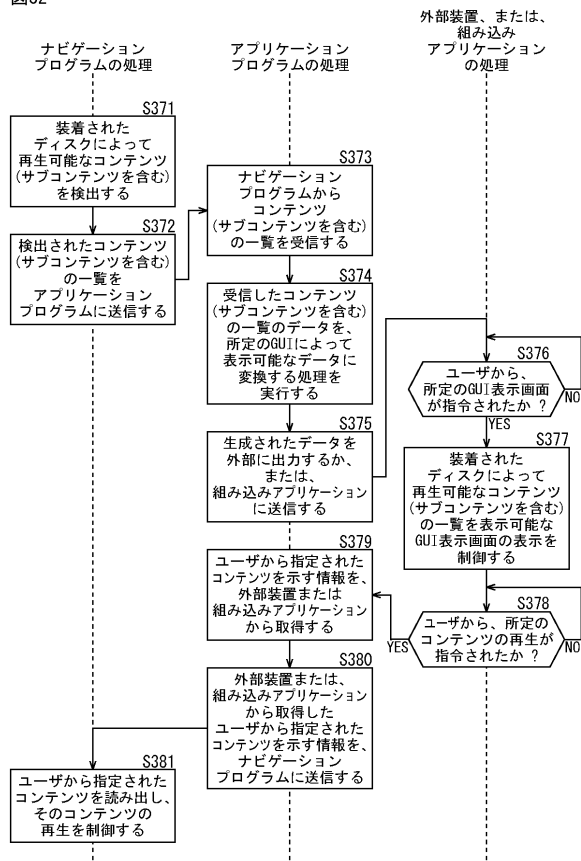 図62
ナビゲーション
プログラムの処理
アプリケーション
プログラムの処理
外部装置、または、
組み込み
アプリケーション
の処理
S371
装着された
ディスクによって
再生可能なコンテンツ
(サブコンテンツを含む)
を検出する
S372
検出されたコンテンツ
(サブコンテンツを含む)
の一覧を
アプリケーション
プログラムに送信する
S373
ナビゲーション
プログラムから
コンテンツ
(サブコンテンツを含む)
の一覧を受信する
S374
受信したコンテンツ
(サブコンテンツを含む)
の一覧のデータを、
所定のGUIによって
表示可能なデータに
変換する処理を
実行する
S375
生成されたデータを
外部に出力するか、
または、
組み込みアプリケーション
に送信する
S376
ユーザから、
所定のGUI表示画面
が指令されたか ?
NO
YES
S377
装着された
ディスクによって
再生可能なコンテンツ
(サブコンテンツを含む)
の一覧を表示可能な
GUI表示画面の表示を
制御する
S378
ユーザから、所定の
コンテンツの再生が
指令されたか ?
NO
YES
S379
ユーザから指定された
コンテンツを示す情報を、
外部装置または
組み込みアプリケーション
から取得する
S380
外部装置または、
組み込みアプリケーション
から取得した
ユーザから指定された
コンテンツを示す情報を、
ナビゲーション
プログラムに送信する
S381
ユーザから指定された
コンテンツを読み出し、
そのコンテンツの
再生を制御する